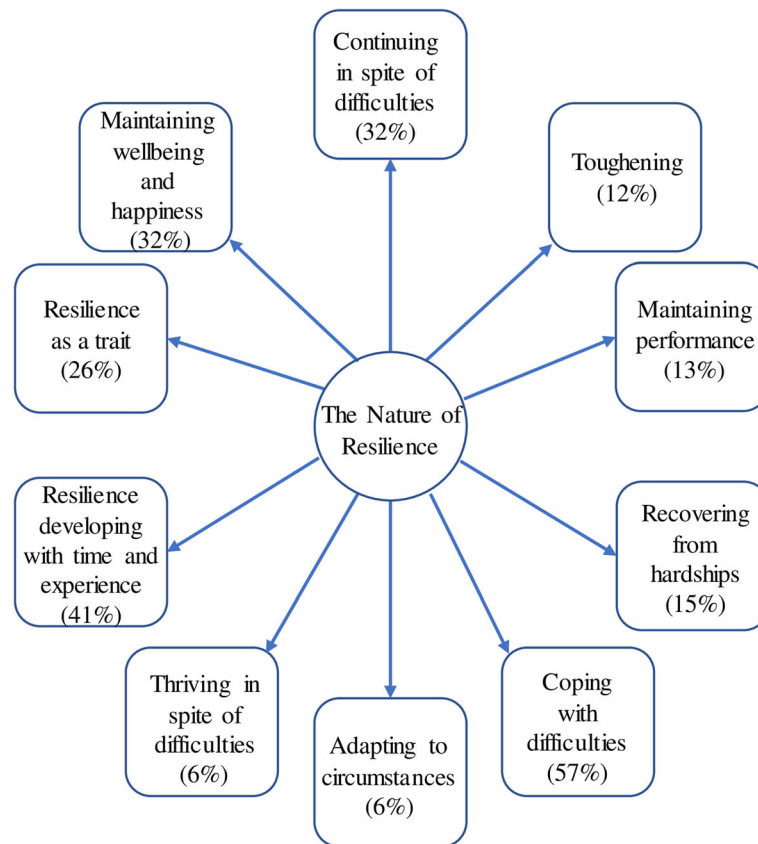 The Nature of
Resilience
Continuing
in spite of
difficulties
(32%)
Toughening
(12%)
Maintaining
performance
(13%)
Recovering
from
hardships
(15%)
Coping
with
difficulties
(57%)
Adapting to
circumstances
(6%)
Thriving in
spite of
difficulties
(6%)
Resilience
developing
with time and
experience
(41%)
Resilience
as a trait
(26%)
Maintaining
wellbeing
and
happiness
(32%)